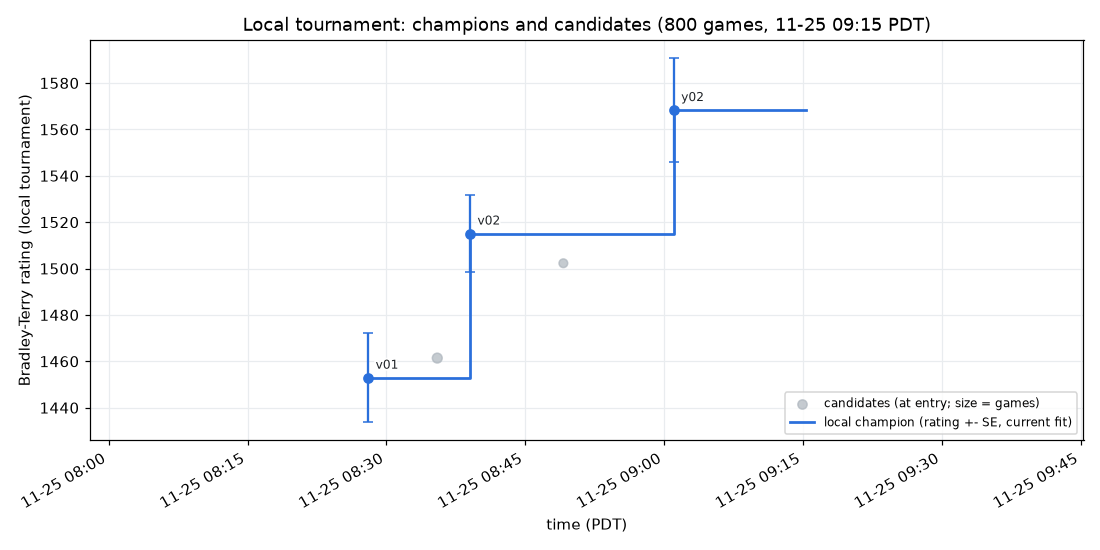 Local tournament: champions and candidates (800 games, 11-25 09:15 PDT)
Bradley-Terry rating (local tournament)
1580
1560
1540
1520
1500
1480
1460
1440
y02
v02
v01
candidates (at entry; size = games)
local champion (rating +- SE, current fit)
11-25 08:00
11-25 08:15
11-25 08:30
11-25 08:45
11-25 09:00
11-25 09:15
11-25 09:30
11-25 09:45
time (PDT)